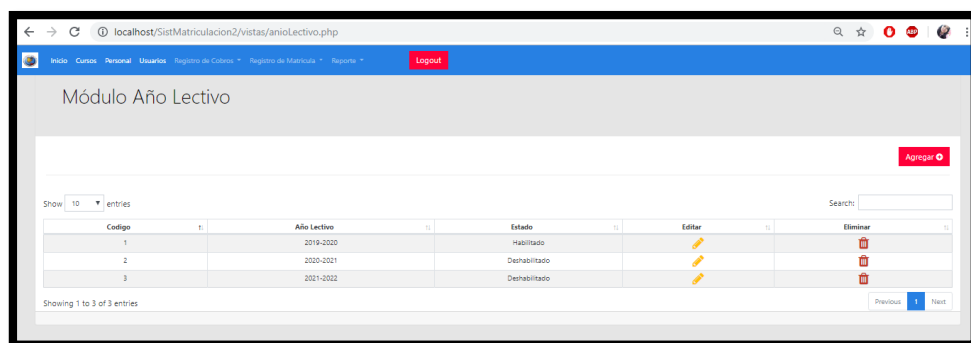 localhost/SistMatriculacion2/vistas/anioLectivo.php
ABP
Inicio Cursos Personal Usuarios Registro de Cobros Registro de Matricula Reporte Logout
Módulo Año Lectivo
Agregar
Show 10 entries Search:
Codigo Año Lectivo Estado Editar Eliminar
1 2019-2020 Habilitado
2 2020-2021 Deshabilitado
3 2021-2022 Deshabilitado
Showing 1 to 3 of 3 entries Previous 1 Next